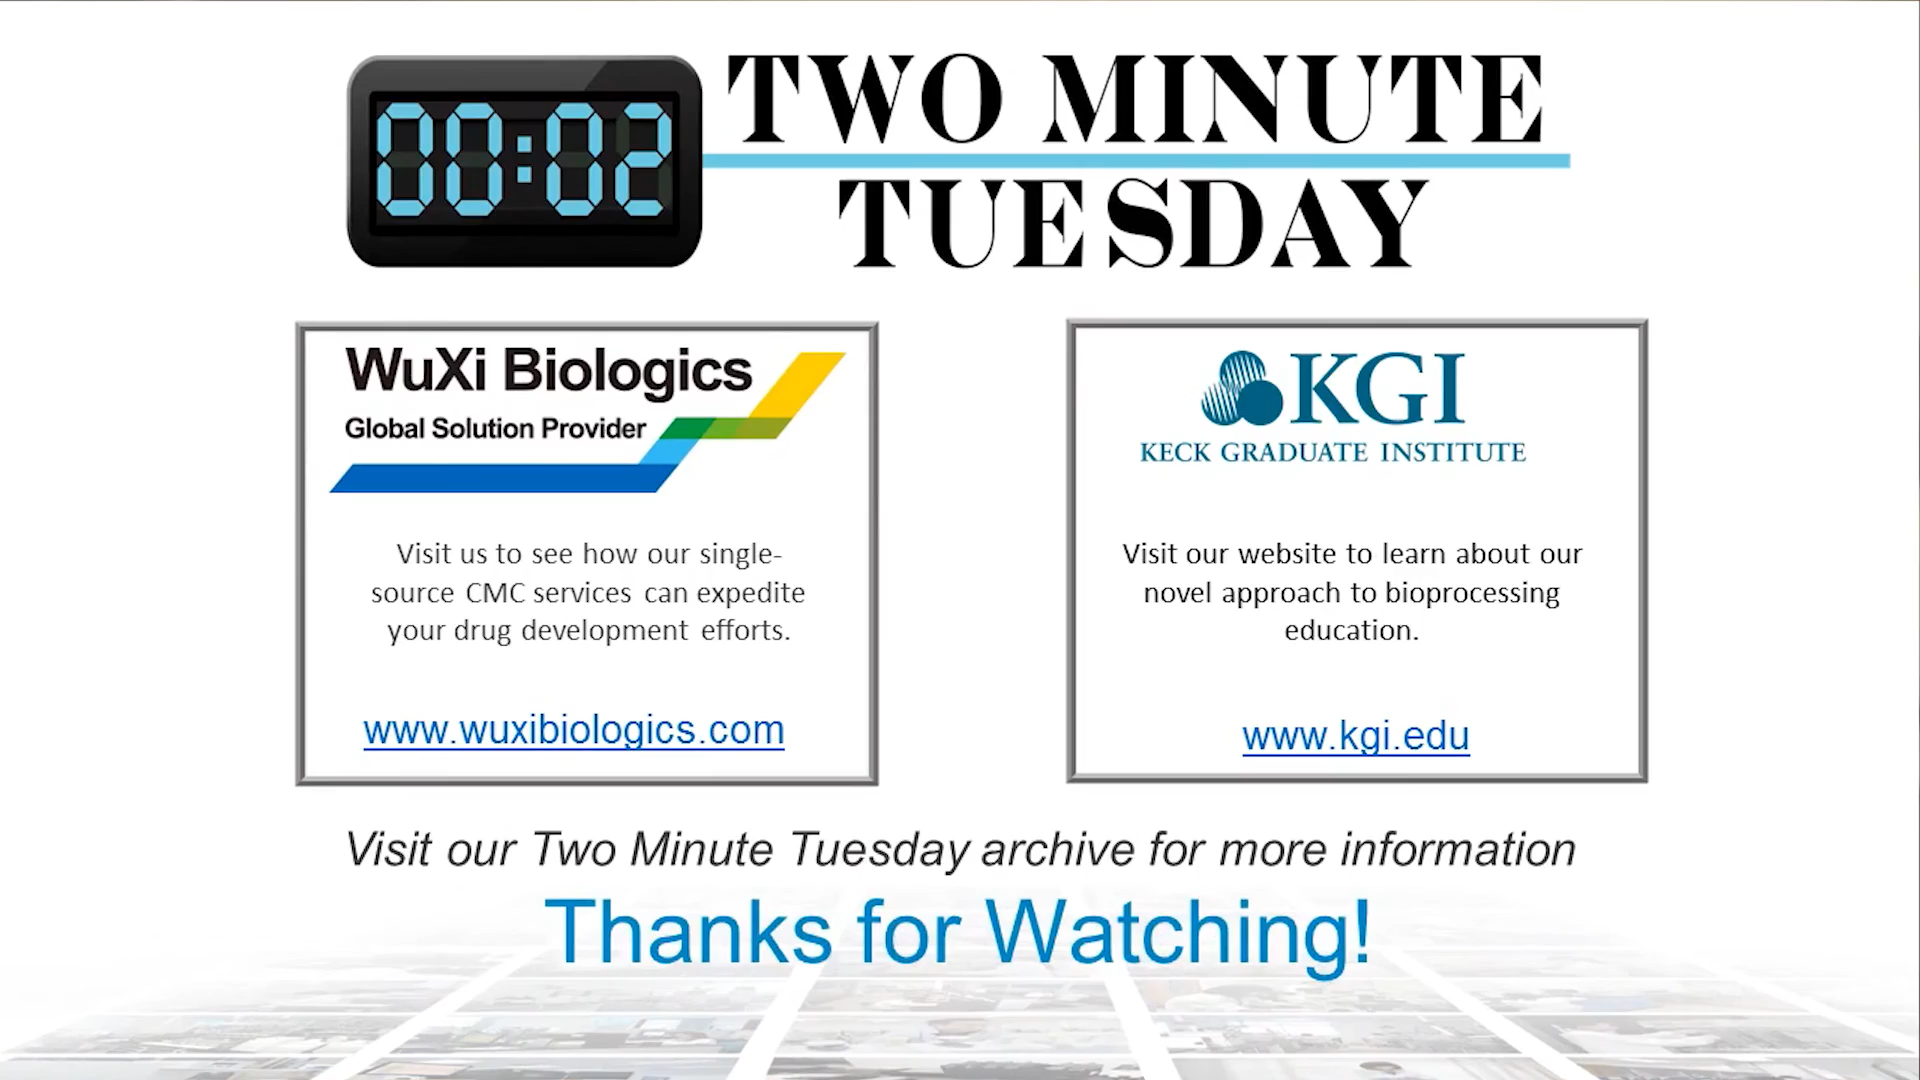 00:02
TWO MINUTE
TUESDAY
WuXi Biologics
Global Solution Provider
Visit us to see how our single-
source CMC services can expedite
your drug development efforts.
www.wuxibiologics.com
KGI
KECK GRADUATE INSTITUTE
Visit our website to learn about our
novel approach to bioprocessing
education.
www.kgi.edu
Visit our Two Minute Tuesday archive for more information
Thanks for Watching!